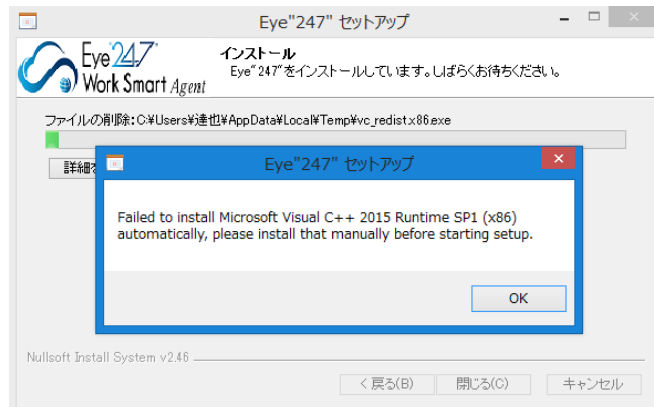 Eye"247" セットアップ
Eye"247"
Work Smart Agent
インストール
Eye"247"をインストールしています。しばらくお待ちください。
ファイルの削除: C:¥Users¥達也¥AppData¥Local¥Temp¥vc_redist.x86.exe
詳細を
Eye"247" セットアップ
Failed to install Microsoft Visual C++ 2015 Runtime SP1 (x86)
automatically, please install that manually before starting setup.
OK
Nullsoft Install System v2.46
< 戻る(B) 閉じる(C) キャンセル